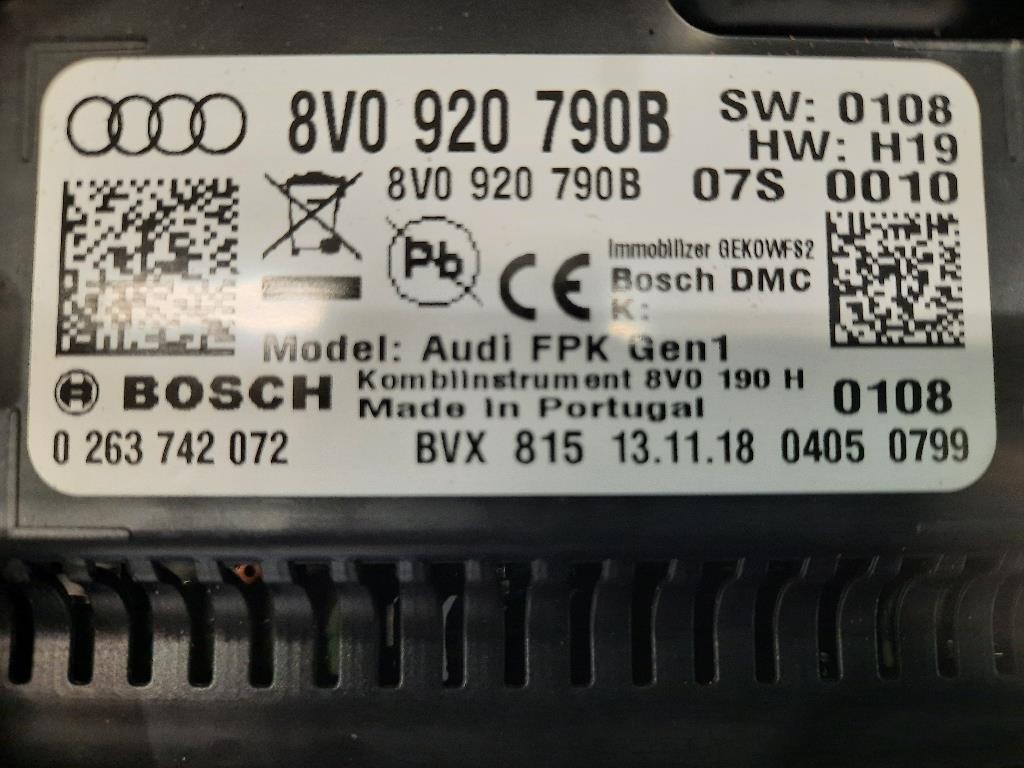 8V0 920 790B SW: 0108
HW: H19
8V0 920 790B 07S 0010
Pb
CE
Immobilizer GEKOWFS2
Bosch DMC
K:
Model: Audi FPK Gen1
BOSCH Kombiinstrument 8V0 190 H 0108
Made in Portugal
0 263 742 072 BVX 815 13.11.18 0405 0799